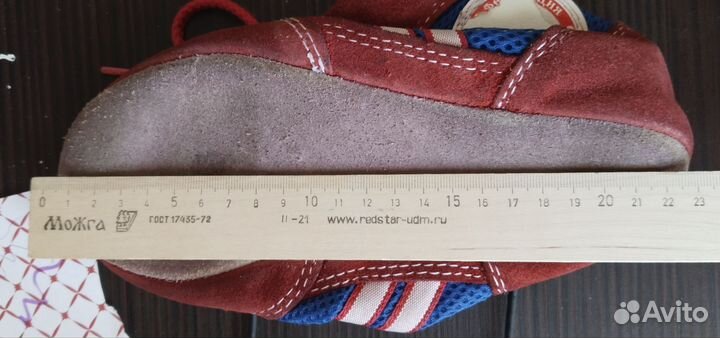 0 1 2 3 4 5 6 7 8 9 10 11 12 13 14 15 16 17 18 19 20 21 22 23
МоЖга ГОСТ 17435-72 II-21 www.redstar-udm.ru
Avito